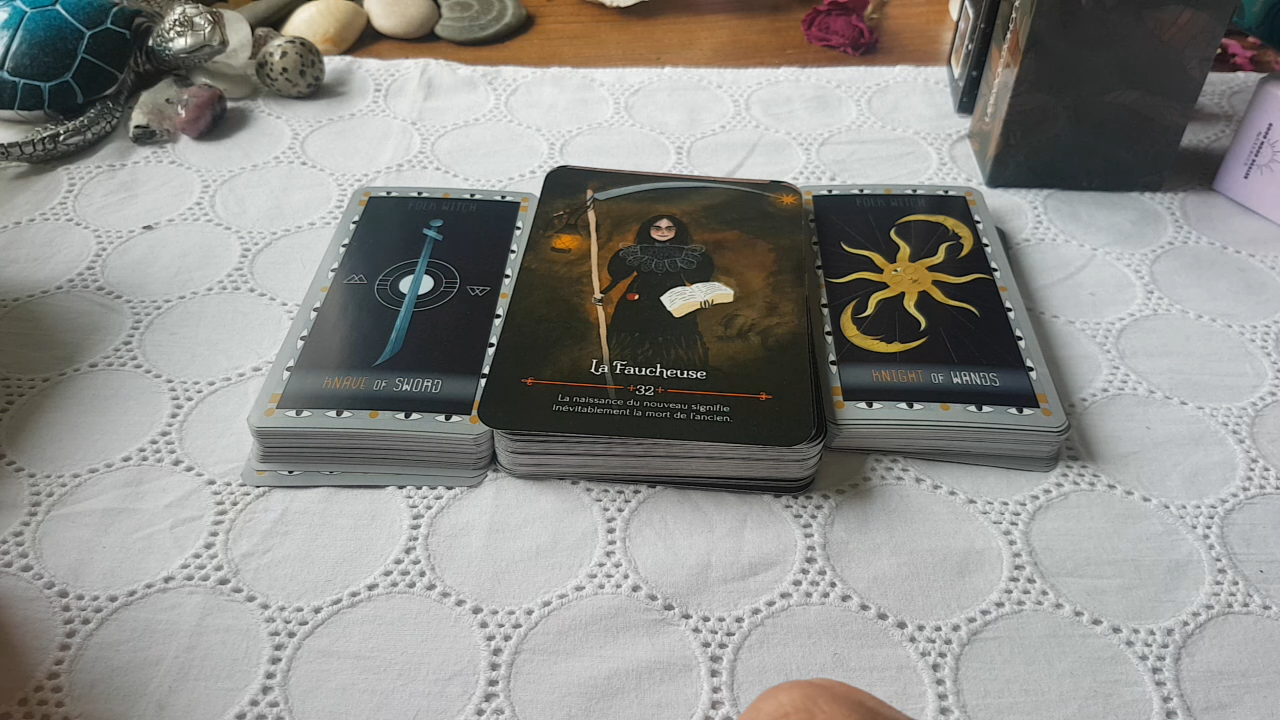 FOLK WITCH
KNAVE OF SWORD
La Faucheuse
32
La naissance du nouveau signifie
inévitablement la mort de l'ancien.
FOLK WITCH
KNIGHT OF WANDS